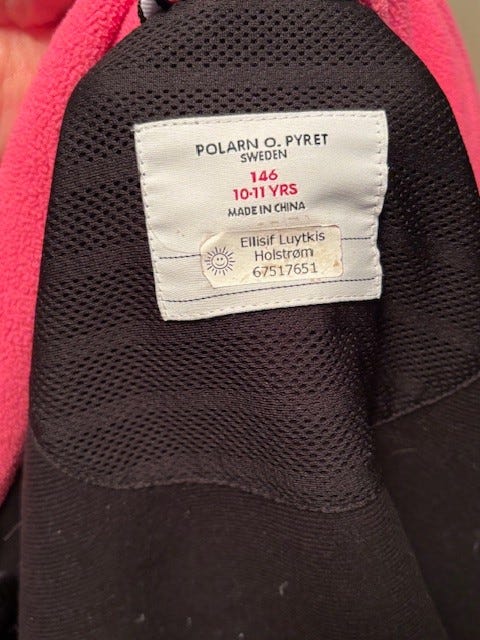 POLARN O. PYRET
SWEDEN
146
10-11 YRS
MADE IN CHINA
Ellisif Luytkis
Holstrøm
67517651